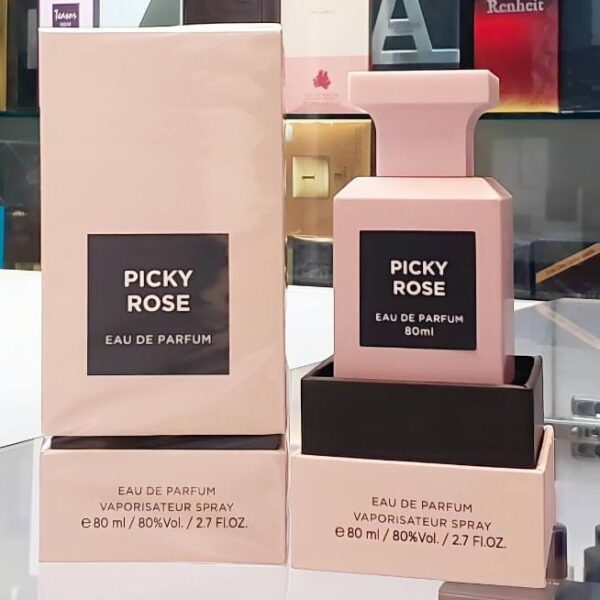 Renheit
A
PICKY
ROSE
EAU DE PARFUM
PICKY
ROSE
EAU DE PARFUM
80ml
EAU DE PARFUM
VAPORISATEUR SPRAY
e 80 ml / 80%Vol. / 2.7 Fl.OZ.
EAU DE PARFUM
VAPORISATEUR SPRAY
e 80 ml / 80%Vol. / 2.7 Fl.OZ.